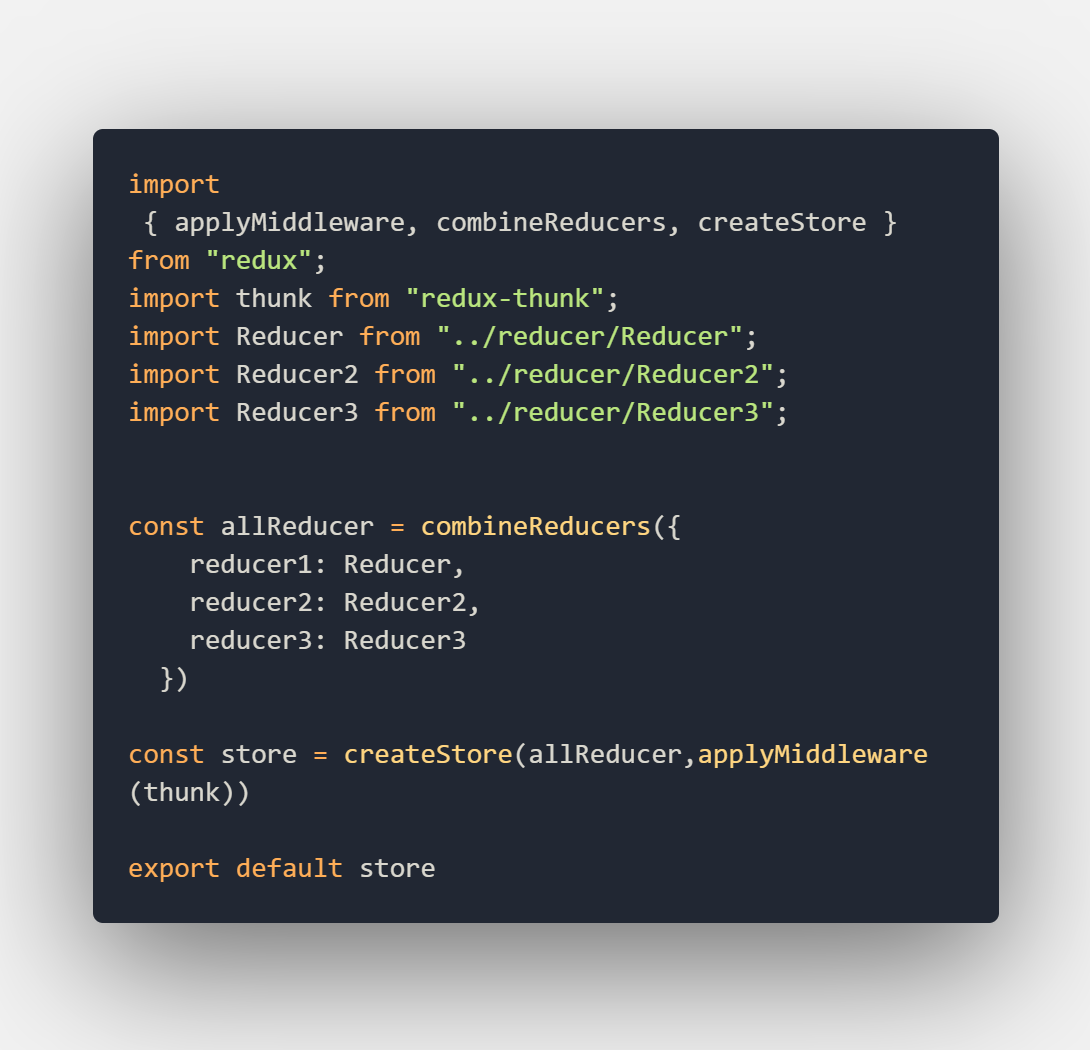 import
 { applyMiddleware, combineReducers, createStore }
from "redux";
import thunk from "redux-thunk";
import Reducer from "../reducer/Reducer";
import Reducer2 from "../reducer/Reducer2";
import Reducer3 from "../reducer/Reducer3";


const allReducer = combineReducers({
    reducer1: Reducer,
    reducer2: Reducer2,
    reducer3: Reducer3
  })

const store = createStore(allReducer,applyMiddleware
(thunk))

export default store